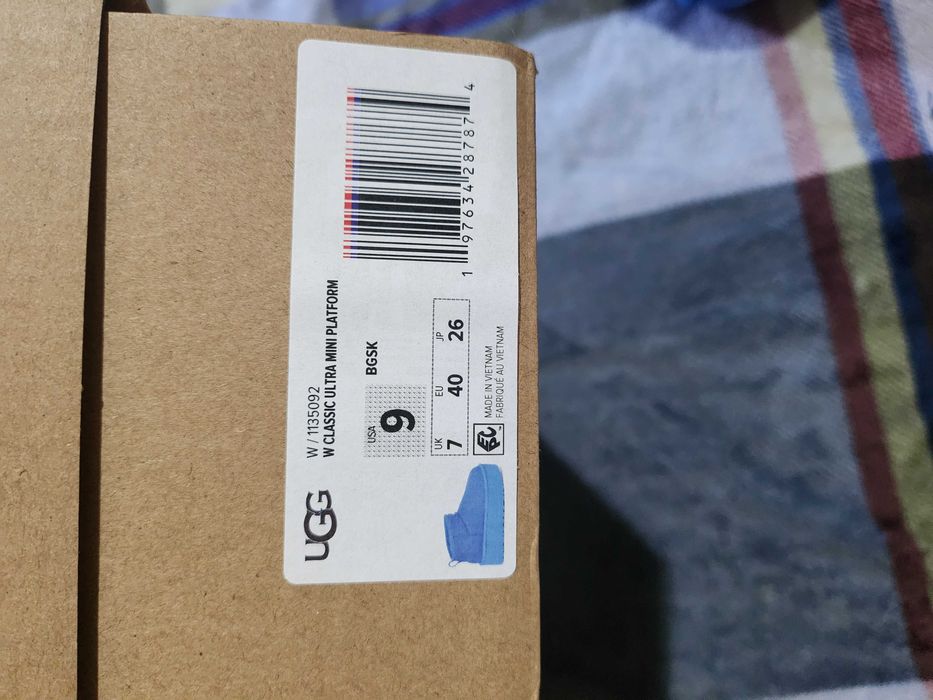 UGG
W / 1135092
W CLASSIC ULTRA MINI PLATFORM
USA
9
BGSK
UK EU JP
7 40 26
MADE IN VIETNAM
FABRIQUÉ AU VIETNAM
1 97634 28787 4